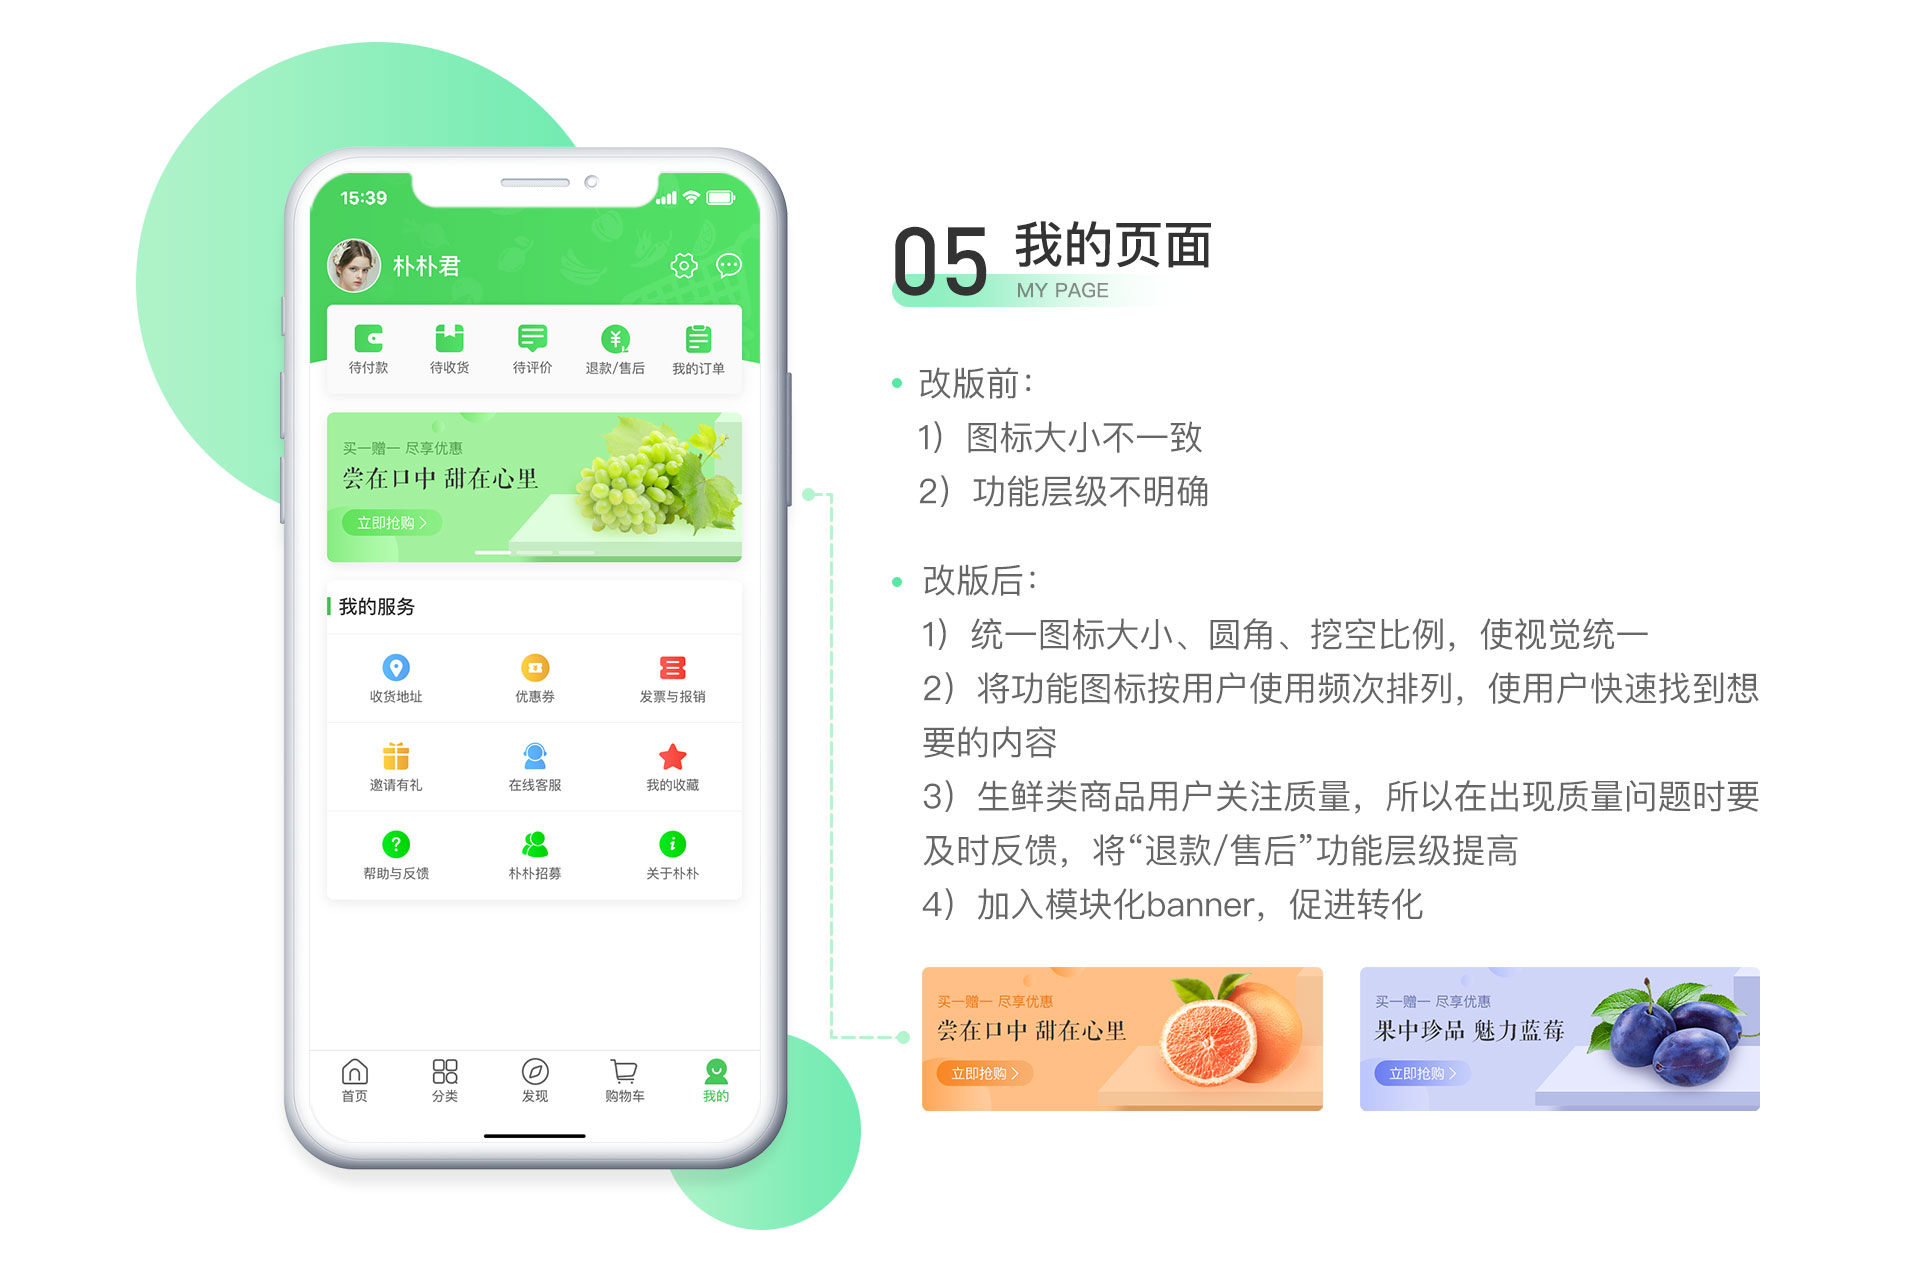 15:39
朴朴君
待付款
待收货
待评价
退款/售后
我的订单
买一赠一 尽享优惠
尝在口中 甜在心里
立即抢购
我的服务
收货地址
优惠券
发票与报销
邀请有礼
在线客服
我的收藏
帮助与反馈
朴朴招募
关于朴朴
首页
分类
发现
购物车
我的
05 我的页面
MY PAGE
改版前：
1）图标大小不一致
2）功能层级不明确
改版后：
1）统一图标大小、圆角、挖空比例，使视觉统一
2）将功能图标按用户使用频次排列，使用户快速找到想
要的内容
3）生鲜类商品用户关注质量，所以在出现质量问题时要
及时反馈，将“退款/售后”功能层级提高
4）加入模块化banner，促进转化
买一赠一 尽享优惠
尝在口中 甜在心里
立即抢购
买一赠一 尽享优惠
果中珍品 魅力蓝莓
立即抢购